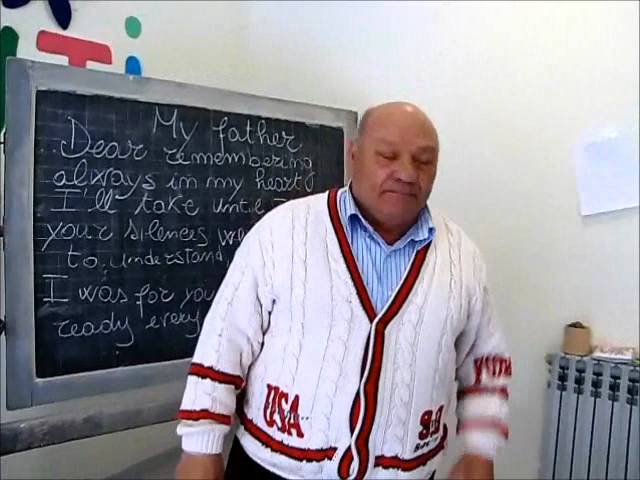 Ti
My father
Dear remembering
always in my heart,
I'll take until
your silences
to understand,
I was for you
ready every
USA